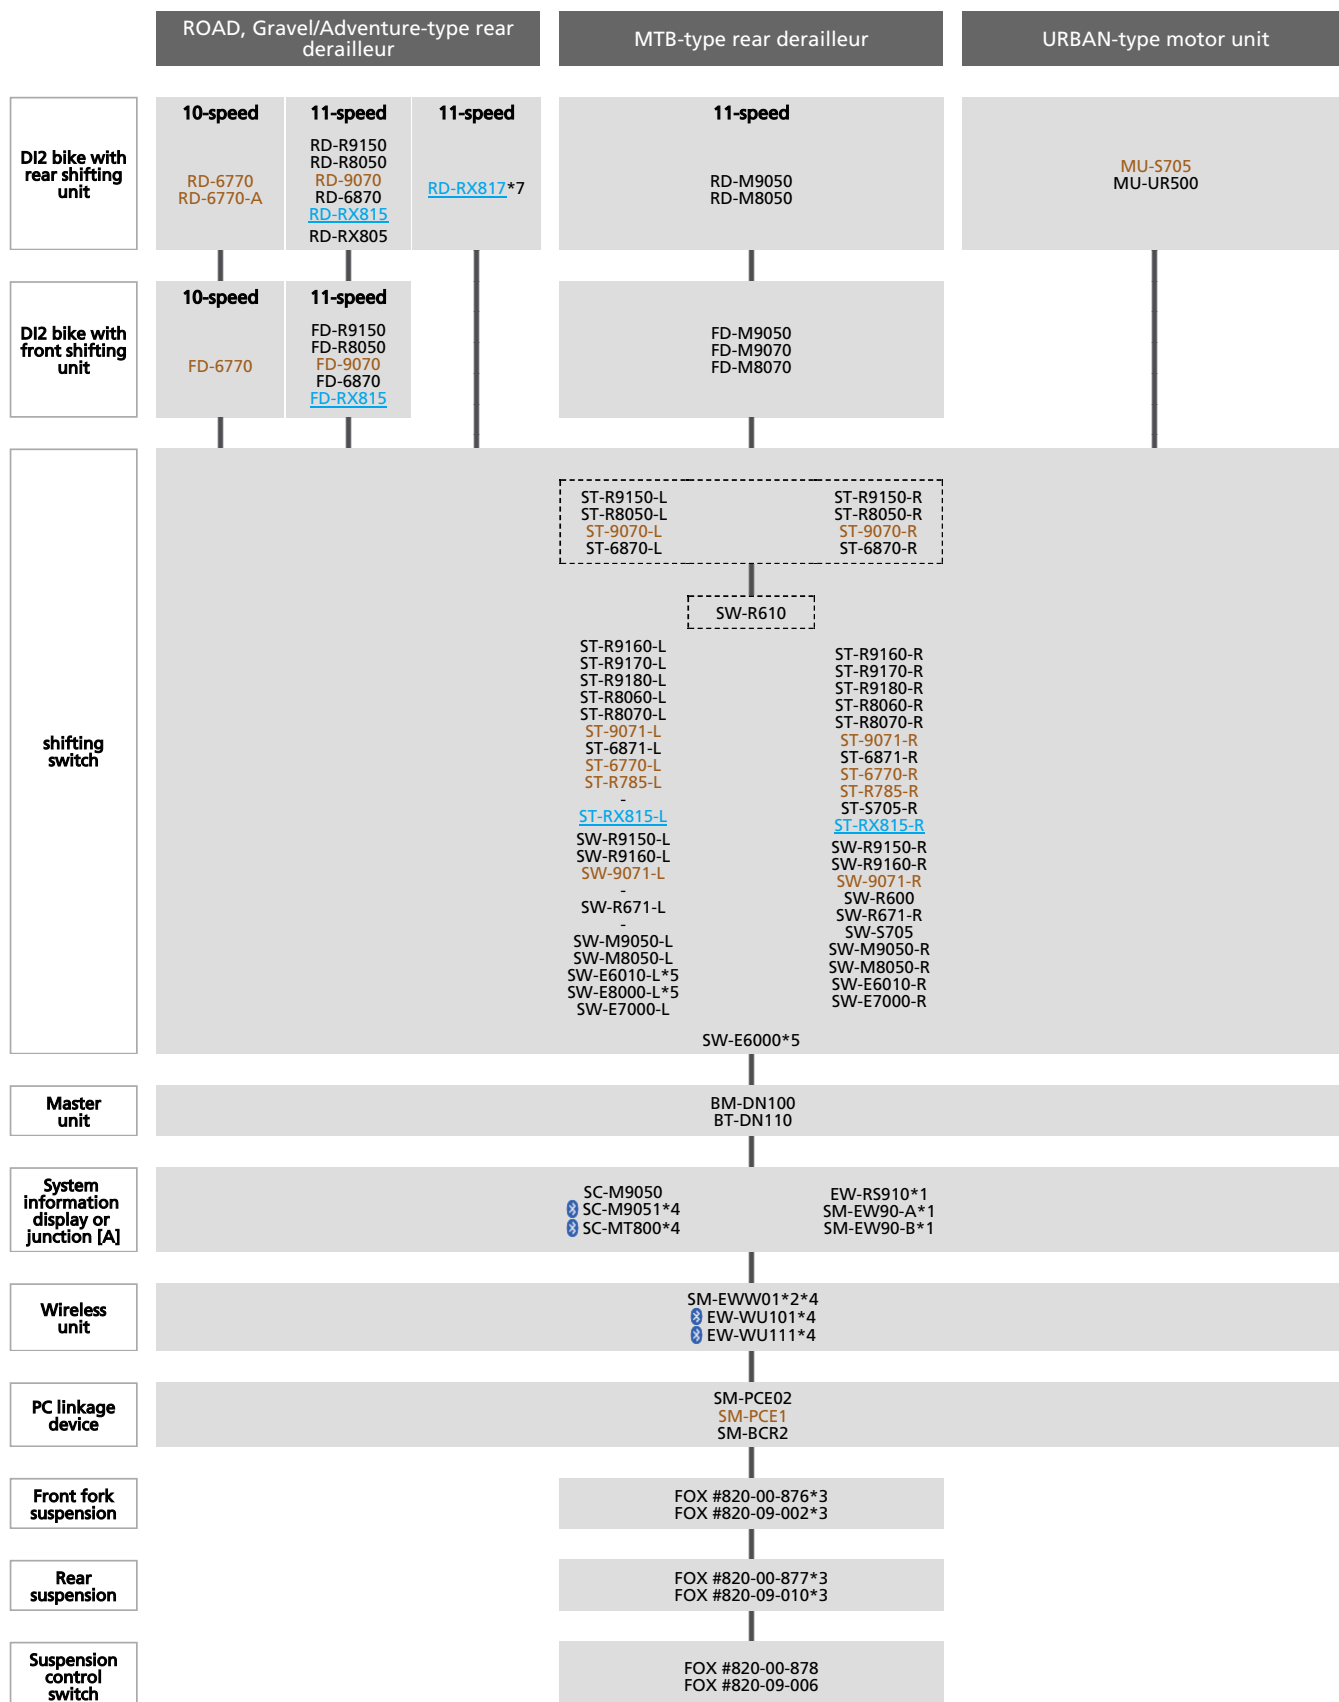 ROAD, Gravel/Adventure-type rear
derailleur
MTB-type rear derailleur
URBAN-type motor unit
DI2 bike with
rear shifting
unit
10-speed
RD-6770
RD-6770-A
11-speed
RD-R9150
RD-R8050
RD-9070
RD-6870
RD-RX815
RD-RX805
11-speed
RD-RX817*7
11-speed
RD-M9050
RD-M8050
MU-S705
MU-UR500
DI2 bike with
front shifting
unit
10-speed
FD-6770
11-speed
FD-R9150
FD-R8050
FD-9070
FD-6870
FD-RX815
FD-M9050
FD-M9070
FD-M8070
shifting
switch
ST-R9150-L
ST-R8050-L
ST-9070-L
ST-6870-L
ST-R9150-R
ST-R8050-R
ST-9070-R
ST-6870-R
SW-R610
ST-R9160-L
ST-R9170-L
ST-R9180-L
ST-R8060-L
ST-R8070-L
ST-9071-L
ST-6871-L
ST-6770-L
ST-R785-L
-
ST-RX815-L
SW-R9150-L
SW-R9160-L
SW-9071-L
-
SW-R671-L
-
SW-M9050-L
SW-M8050-L
SW-E6010-L*5
SW-E8000-L*5
SW-E7000-L
ST-R9160-R
ST-R9170-R
ST-R9180-R
ST-R8060-R
ST-R8070-R
ST-9071-R
ST-6871-R
ST-6770-R
ST-R785-R
ST-S705-R
ST-RX815-R
SW-R9150-R
SW-R9160-R
SW-9071-R
SW-R600
SW-R671-R
SW-S705
SW-M9050-R
SW-M8050-R
SW-E6010-R
SW-E7000-R
SW-E6000*5
Master
unit
BM-DN100
BT-DN110
System
information
display or
junction [A]
SC-M9050
SC-M9051*4
SC-MT800*4
EW-RS910*1
SM-EW90-A*1
SM-EW90-B*1
Wireless
unit
SM-EWW01*2*4
EW-WU101*4
EW-WU111*4
PC linkage
device
SM-PCE02
SM-PCE1
SM-BCR2
Front fork
suspension
FOX #820-00-876*3
FOX #820-09-002*3
Rear
suspension
FOX #820-00-877*3
FOX #820-09-010*3
Suspension
control
switch
FOX #820-00-878
FOX #820-09-006